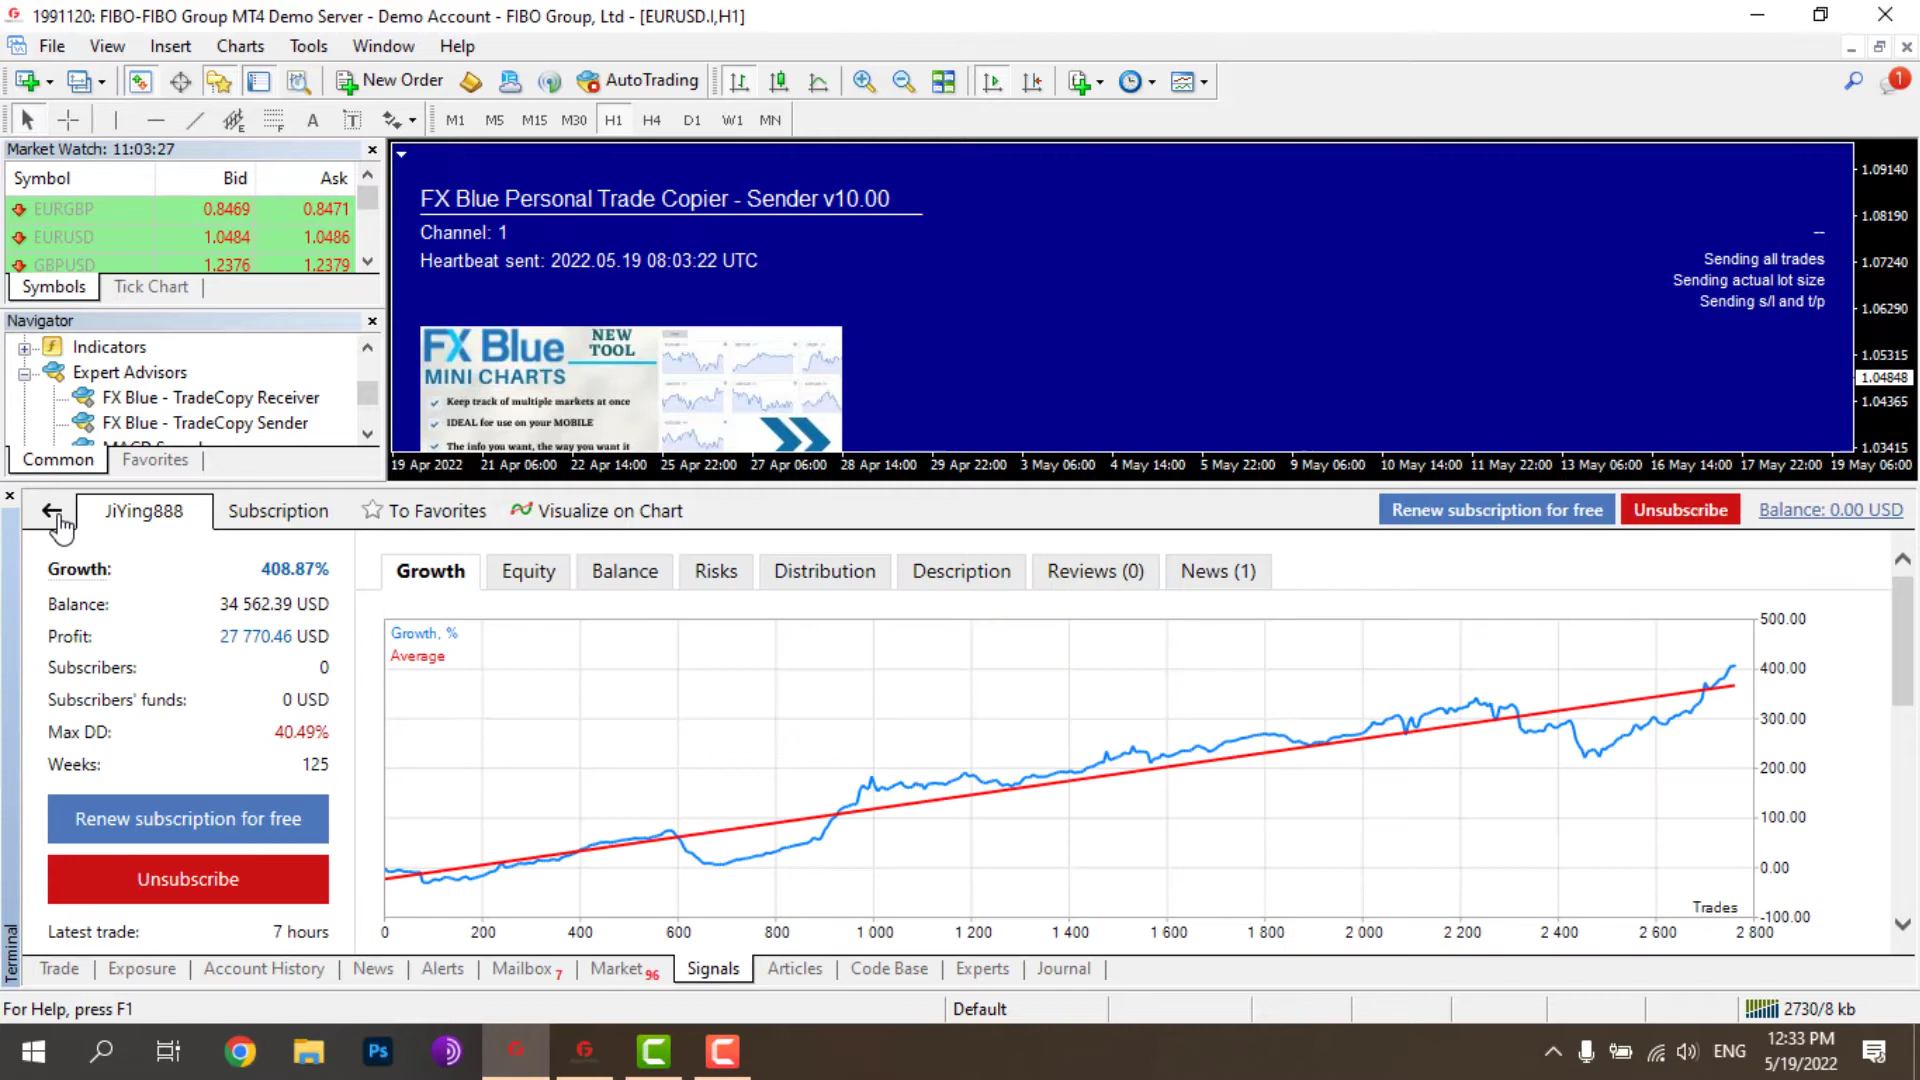 1991120: FIBO-FIBO Group MT4 Demo Server - Demo Account - FIBO Group, Ltd - [EURUSD.I,H1]
File View Insert Charts Tools Window Help
New Order AutoTrading 1
A T M1 M5 M15 M30 H1 H4 D1 W1 MN
Market Watch: 11:03:27
Symbol Bid Ask
EURGBP 0.8469 0.8471
EURUSD 1.0484 1.0486
GBPUSD 1.2376 1.2379
Symbols Tick Chart
Navigator
Indicators
Expert Advisors
FX Blue - TradeCopy Receiver
FX Blue - TradeCopy Sender
Common Favorites
FX Blue Personal Trade Copier - Sender v10.00
Channel: 1
Heartbeat sent: 2022.05.19 08:03:22 UTC
--
Sending all trades
Sending actual lot size
Sending s/l and t/p
FX Blue NEW TOOL
MINI CHARTS
Keep track of multiple markets at once
IDEAL for use on your MOBILE
The info you want, the way you want it
1.09140
1.08190
1.07240
1.06290
1.05315
1.04848
1.04365
1.03415
19 Apr 2022 21 Apr 06:00 22 Apr 14:00 25 Apr 22:00 27 Apr 06:00 28 Apr 14:00 29 Apr 22:00 3 May 06:00 4 May 14:00 5 May 22:00 9 May 06:00 10 May 14:00 11 May 22:00 13 May 06:00 16 May 14:00 17 May 22:00 19 May 06:00
JiYing888 Subscription To Favorites Visualize on Chart Renew subscription for free Unsubscribe Balance: 0.00 USD
Growth: 408.87%
Balance: 34 562.39 USD
Profit: 27 770.46 USD
Subscribers: 0
Subscribers' funds: 0 USD
Max DD: 40.49%
Weeks: 125
Renew subscription for free
Unsubscribe
Latest trade: 7 hours
Growth Equity Balance Risks Distribution Description Reviews (0) News (1)
Growth, %
Average
500.00
400.00
300.00
200.00
100.00
0.00
-100.00
Trades
0 200 400 600 800 1 000 1 200 1 400 1 600 1 800 2 000 2 200 2 400 2 600 2 800
Terminal
Trade Exposure Account History News Alerts Mailbox 7 Market 96 Signals Articles Code Base Experts Journal
For Help, press F1 Default 2730/8 kb
Ps ENG
12:33 PM
5/19/2022